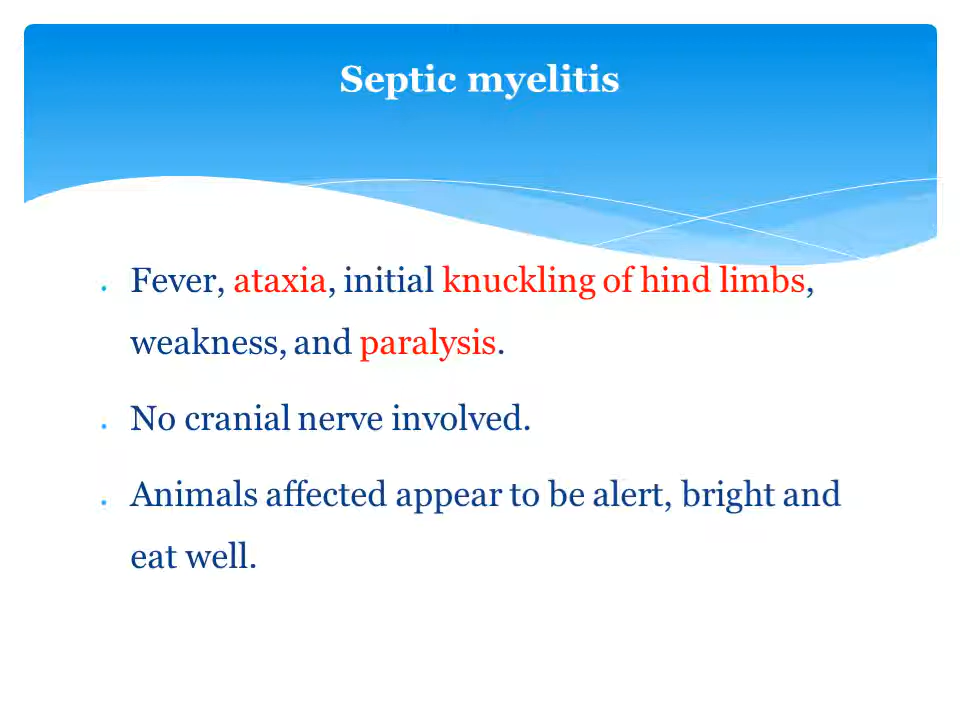 Septic myelitis
Fever, ataxia, initial knuckling of hind limbs,
weakness, and paralysis.
No cranial nerve involved.
Animals affected appear to be alert, bright and
eat well.